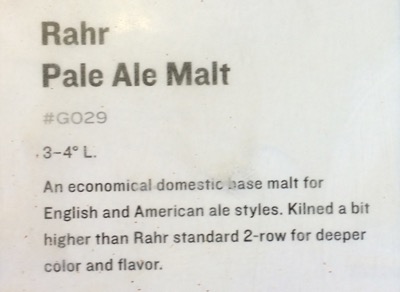 Rahr
Pale Ale Malt
#G029
3-4° L.
An economical domestic base malt for
English and American ale styles. Kilned a bit
higher than Rahr standard 2-row for deeper
color and flavor.